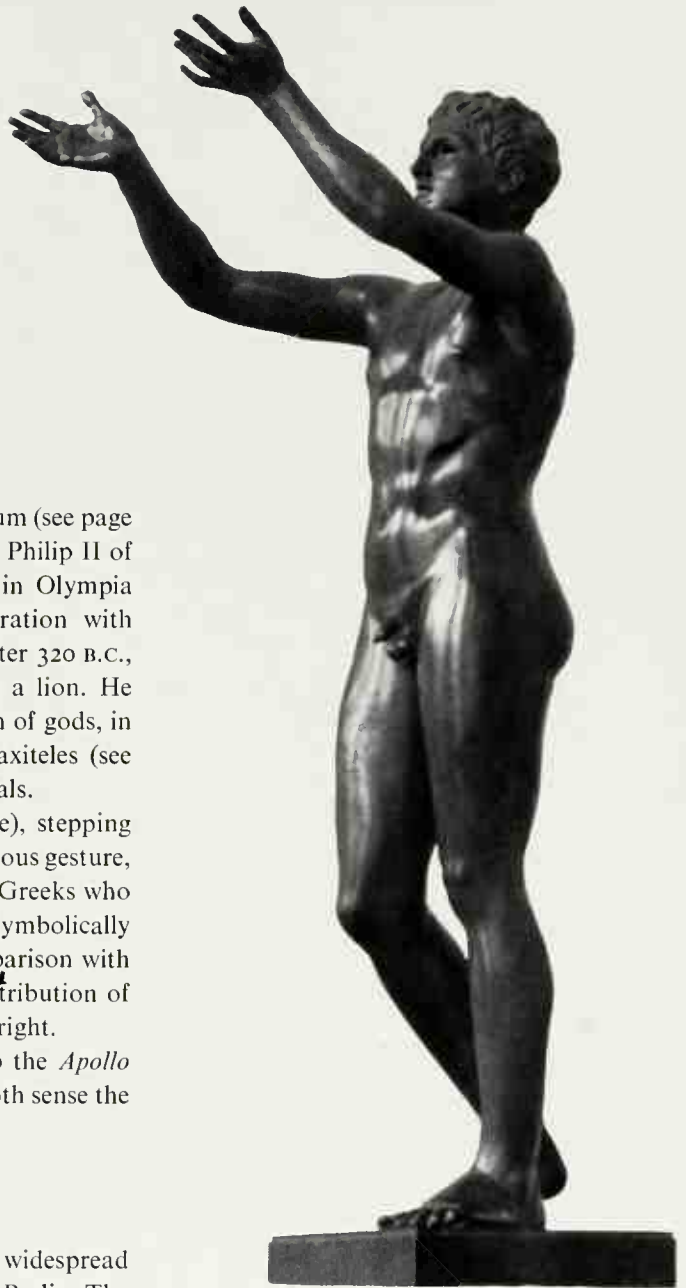 um (see page
Philip II of
in Olympia
ration with
ter 320 B.C.,
a lion. He
n of gods, in
axiteles (see
als.
e), stepping
ous gesture,
Greeks who
ymbolically
parison with
tribution of
right.
o the Apollo
oth sense the
widespread